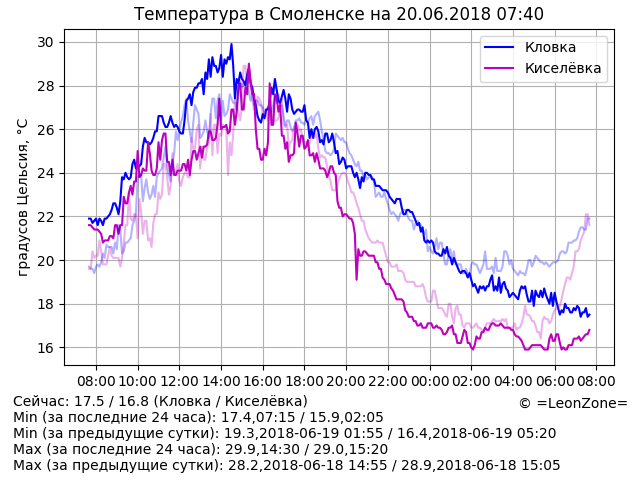 Температура в Смоленске на 20.06.2018 07:40
Кловка
Киселёвка
градусов Цельсия, °C
30
28
26
24
22
20
18
16
08:00 10:00 12:00 14:00 16:00 18:00 20:00 22:00 00:00 02:00 04:00 06:00 08:00
Сейчас: 17.5 / 16.8 (Кловка / Киселёвка)
© =LeonZone=
Min (за последние 24 часа): 17.4,07:15 / 15.9,02:05
Min (за предыдущие сутки): 19.3,2018-06-19 01:55 / 16.4,2018-06-19 05:20
Max (за последние 24 часа): 29.9,14:30 / 29.0,15:20
Max (за предыдущие сутки): 28.2,2018-06-18 14:55 / 28.9,2018-06-18 15:05